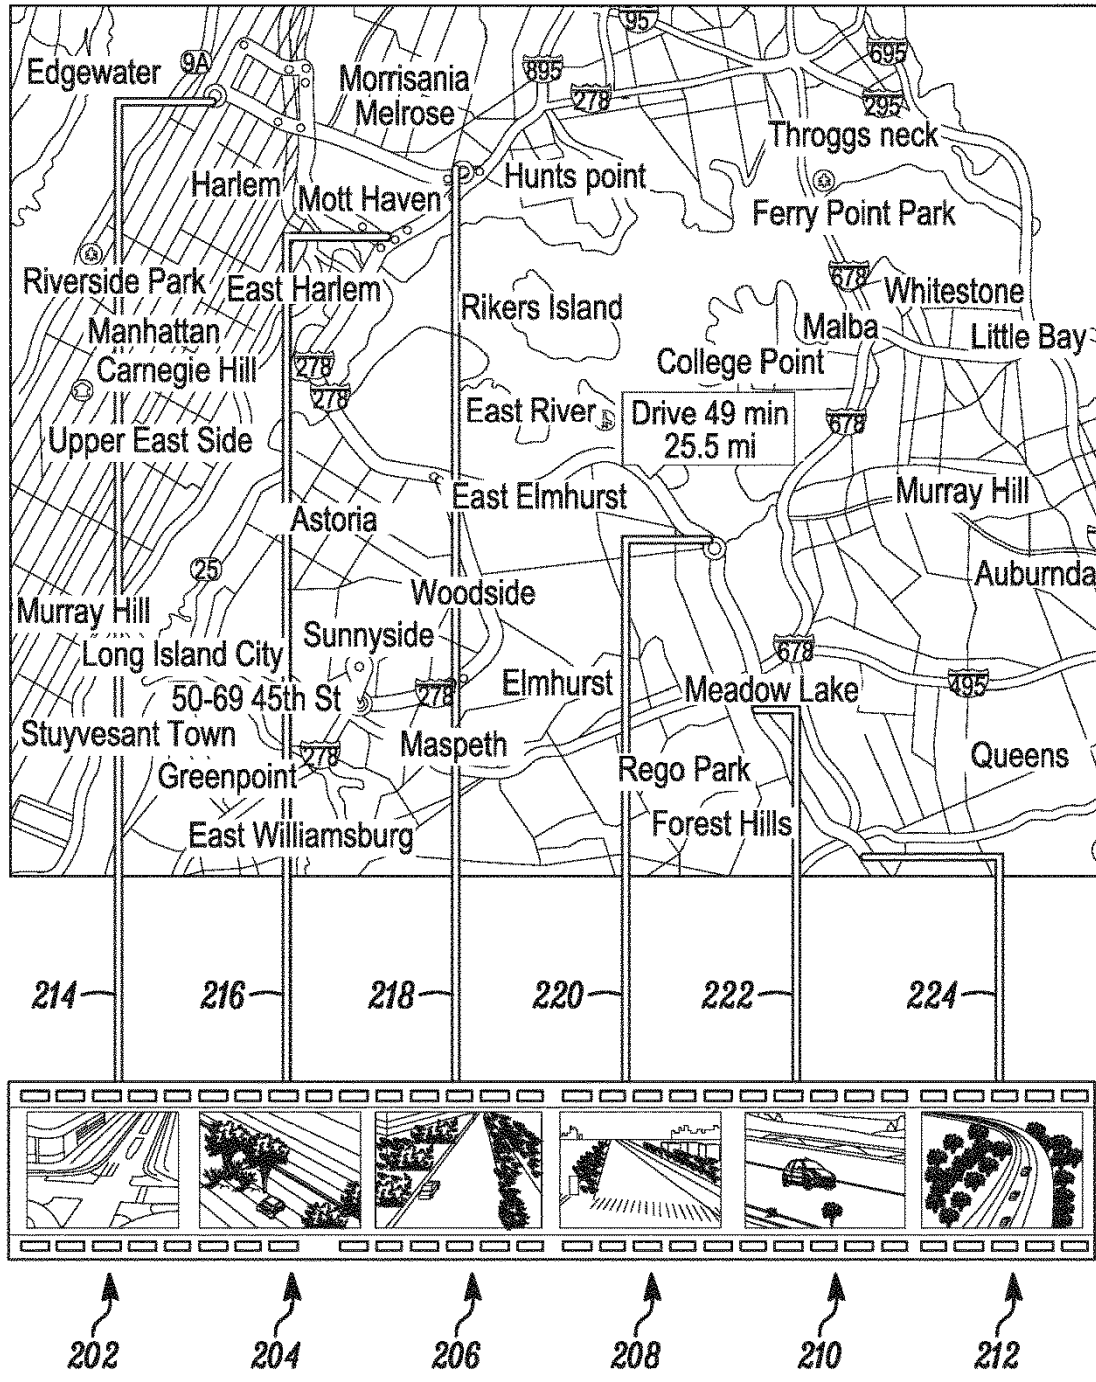 95
9A
695
Edgewater
Morrisania
Melrose
895
278
295
Throggs neck
Harlem
Mott Haven
Hunts point
Ferry Point Park
Riverside Park
East Harlem
678
Whitestone
Rikers Island
Manhattan
Malba
Little Bay
Carnegie Hill
278
College Point
278
East River
Drive 49 min
25.5 mi
678
Upper East Side
East Elmhurst
Murray Hill
Astoria
25
Auburnda
Woodside
Murray Hill
Sunnyside
Long Island City
678
50-69 45th St
278
Elmhurst
Meadow Lake
495
Stuyvesant Town
Maspeth
278
Queens
Greenpoint
Rego Park
East Williamsburg
Forest Hills
214
216
218
220
222
224
202
204
206
208
210
212